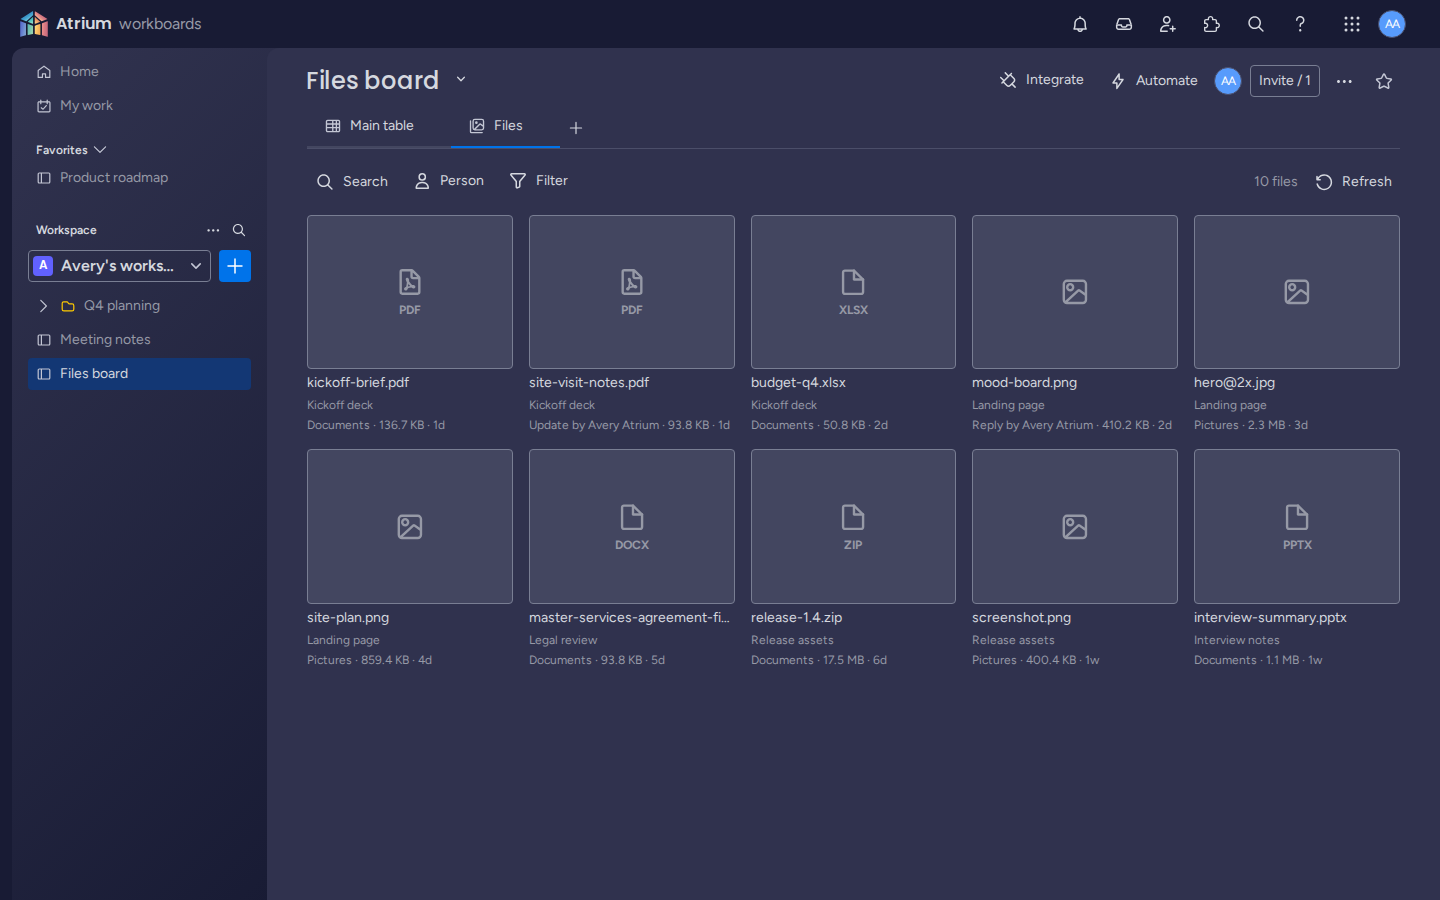 Atrium workboards
AA
Home
My work
Favorites
Product roadmap
Workspace
A Avery's works...
Q4 planning
Meeting notes
Files board
Files board
Integrate
Automate
AA
Invite / 1
Main table
Files
Search
Person
Filter
10 files
Refresh
PDF
kickoff-brief.pdf
Kickoff deck
Documents · 136.7 KB · 1d
PDF
site-visit-notes.pdf
Kickoff deck
Update by Avery Atrium · 93.8 KB · 1d
XLSX
budget-q4.xlsx
Kickoff deck
Documents · 50.8 KB · 2d
mood-board.png
Landing page
Reply by Avery Atrium · 410.2 KB · 2d
hero@2x.jpg
Landing page
Pictures · 2.3 MB · 3d
site-plan.png
Landing page
Pictures · 859.4 KB · 4d
DOCX
master-services-agreement-fi...
Legal review
Documents · 93.8 KB · 5d
ZIP
release-1.4.zip
Release assets
Documents · 17.5 MB · 6d
screenshot.png
Release assets
Pictures · 400.4 KB · 1w
PPTX
interview-summary.pptx
Interview notes
Documents · 1.1 MB · 1w